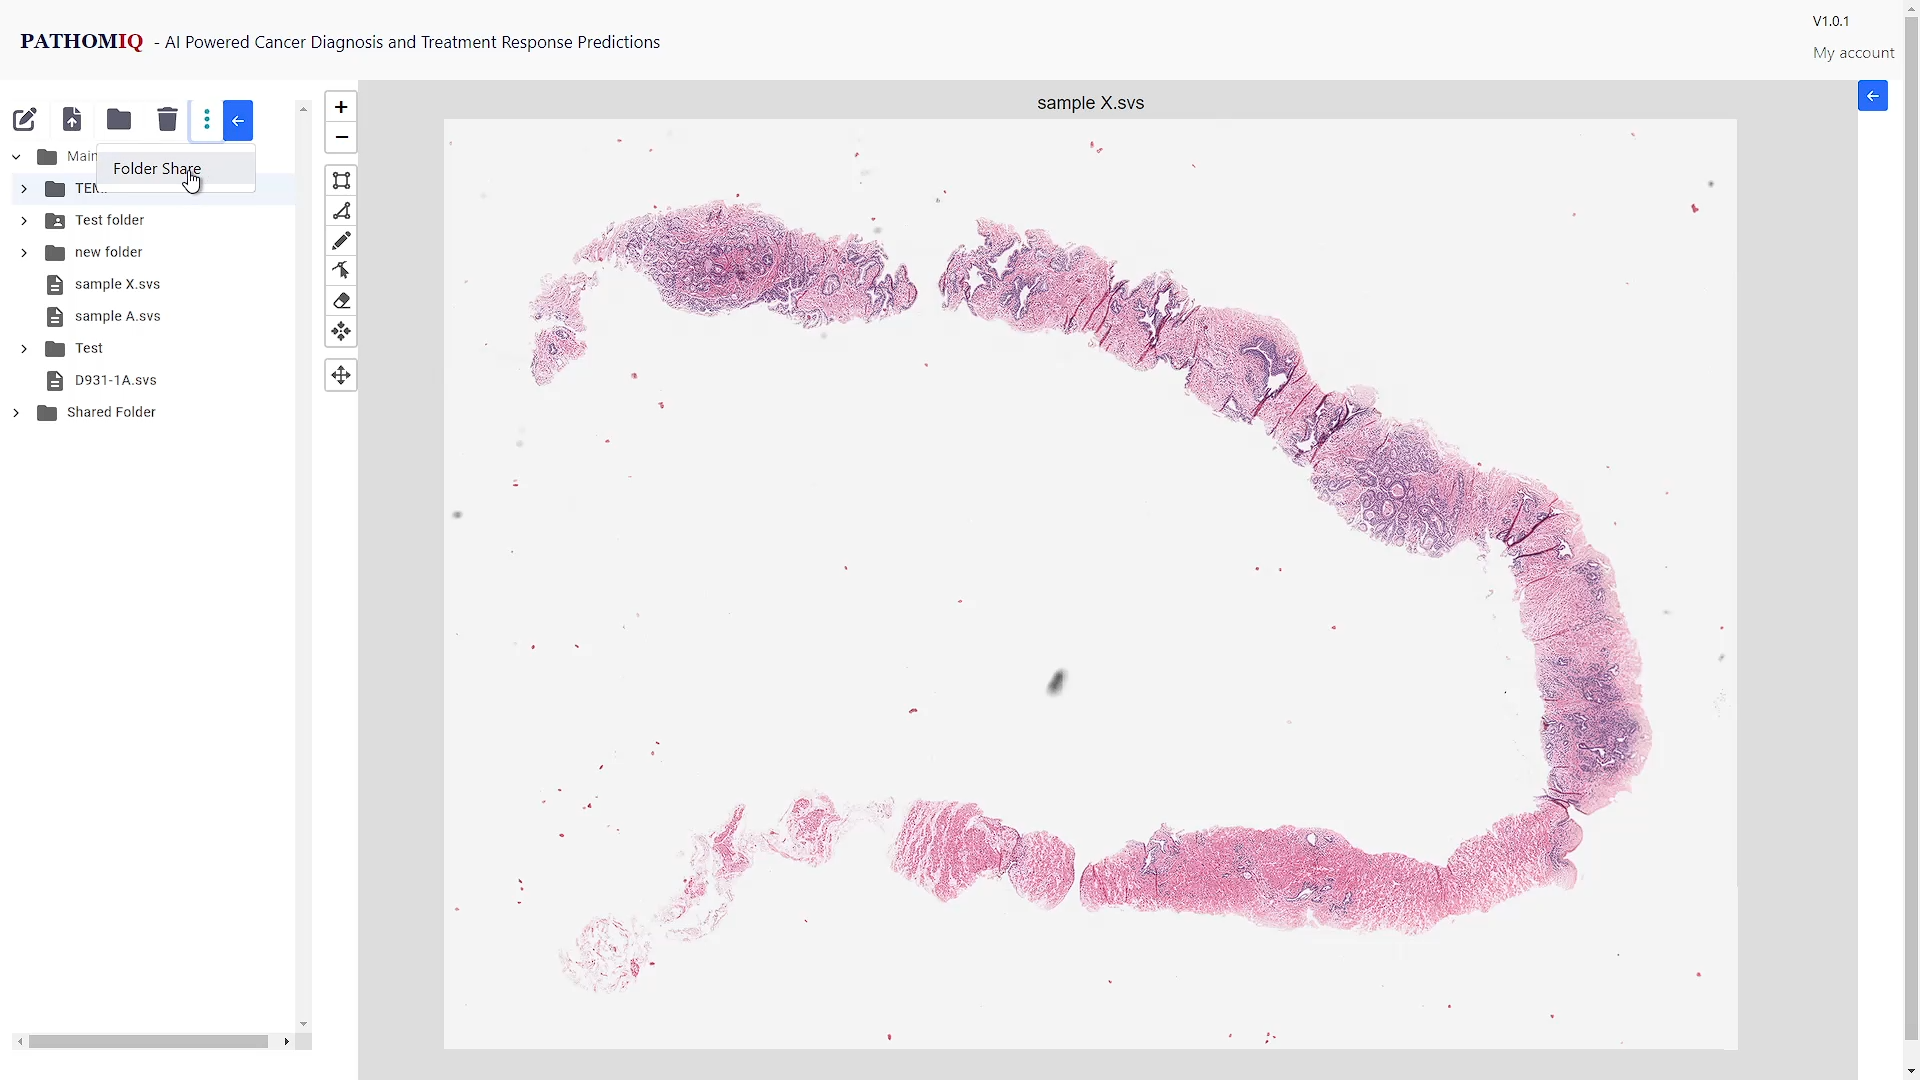 PATHOMIQ - AI Powered Cancer Diagnosis and Treatment Response Predictions
V1.0.1
My account
sample X.svs
Main
Folder Share
Test folder
new folder
sample X.svs
sample A.svs
Test
D931-1A.svs
Shared Folder